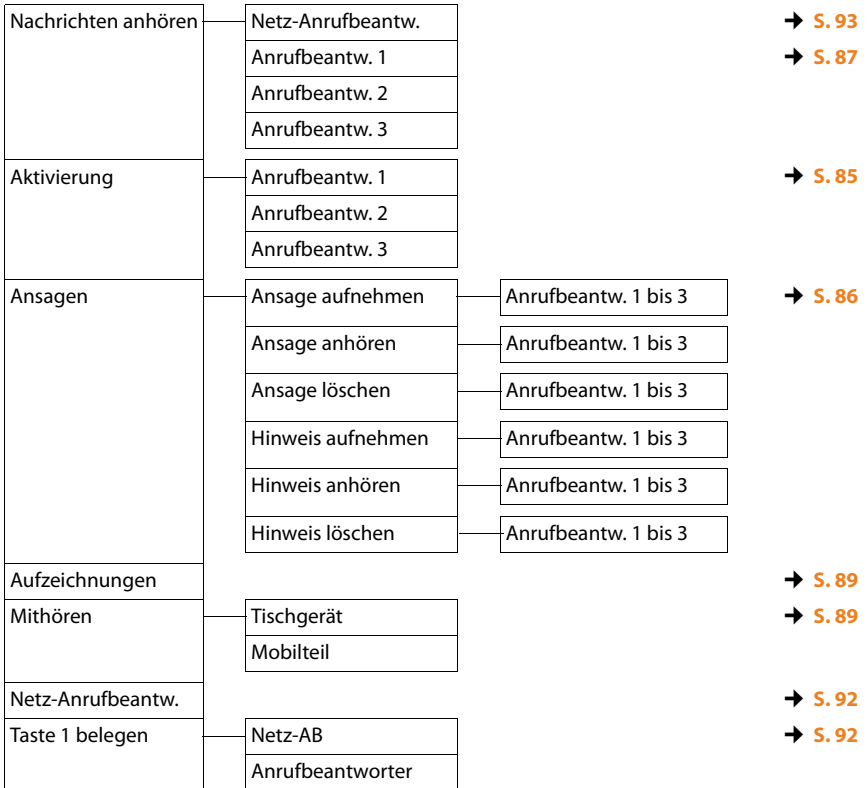 Nachrichten anhören Netz-Anrufbeantw. ➔ S. 93
Anrufbeantw. 1 ➔ S. 87
Anrufbeantw. 2
Anrufbeantw. 3
Aktivierung Anrufbeantw. 1 ➔ S. 85
Anrufbeantw. 2
Anrufbeantw. 3
Ansagen Ansage aufnehmen Anrufbeantw. 1 bis 3 ➔ S. 86
Ansage anhören Anrufbeantw. 1 bis 3
Ansage löschen Anrufbeantw. 1 bis 3
Hinweis aufnehmen Anrufbeantw. 1 bis 3
Hinweis anhören Anrufbeantw. 1 bis 3
Hinweis löschen Anrufbeantw. 1 bis 3
Aufzeichnungen ➔ S. 89
Mithören Tischgerät ➔ S. 89
Mobilteil
Netz-Anrufbeantw. ➔ S. 92
Taste 1 belegen Netz-AB ➔ S. 92
Anrufbeantworter